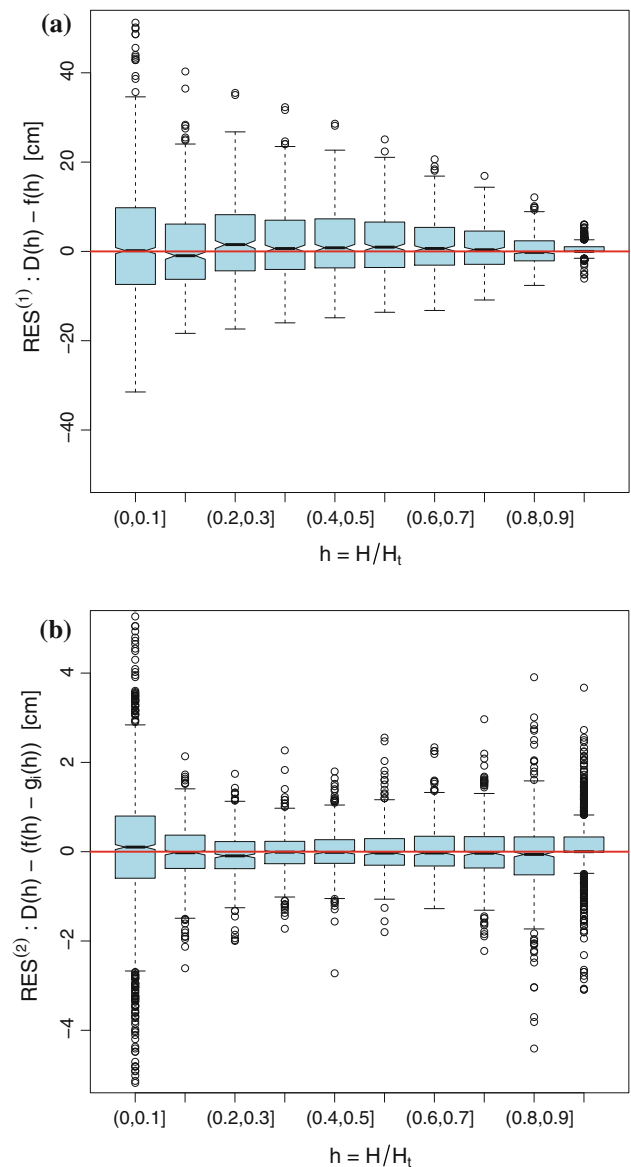 (a)
RES(1) : D(h) − f(h) [cm]
40
20
0
−20
−40
(0,0.1] (0.2,0.3] (0.4,0.5] (0.6,0.7] (0.8,0.9]
h = H/Ht
(b)
RES(2) : D(h) − (f(h) − gi(h)) [cm]
4
2
0
−2
−4
(0,0.1] (0.2,0.3] (0.4,0.5] (0.6,0.7] (0.8,0.9]
h = H/Ht